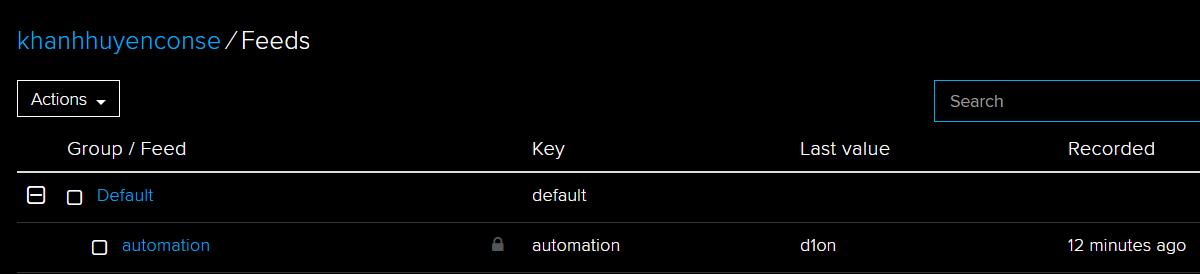 khanhhuyenconse / Feeds
Actions
Search
Group / Feed Key Last value Recorded
Default default
automation automation d1on 12 minutes ago